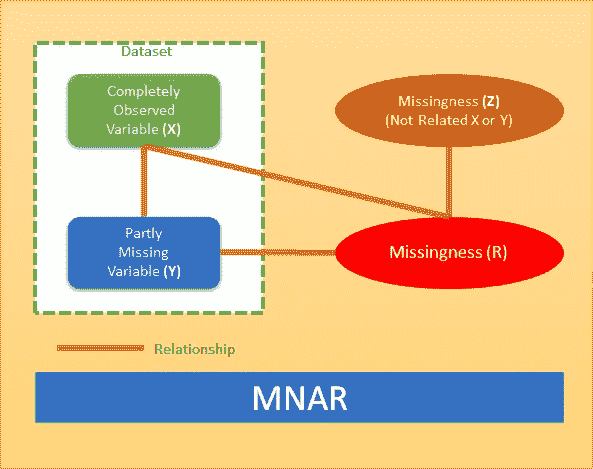 Dataset
Completely
Observed
Variable (X)
Missingness (Z)
(Not Related X or Y)
Partly
Missing
Variable (Y)
Missingness (R)
Relationship
MNAR